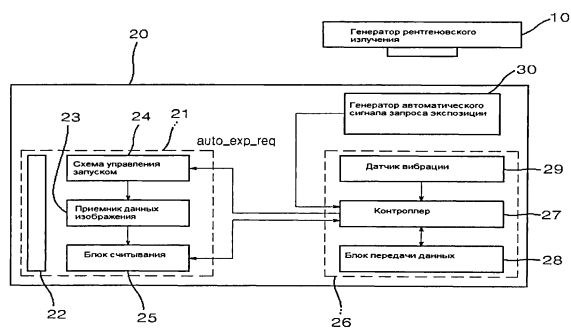 Генератор рентгеновского
излучения
10
20
30
Генератор автоматического
сигнала запроса экспозиции
23
24
21
auto_exp_req
Схема управления
запуском
Датчик вибрации
29
Приемник данных
изображения
Контроллер
27
Блок считывания
Блок передачи данных
28
22
25
26